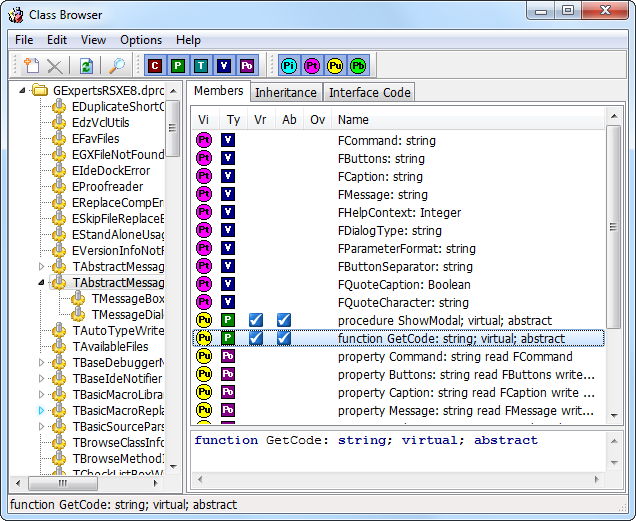 Class Browser
File Edit View Options Help
C P T V Po Pi Pt Pu Pb
GExpertsRSXE8.dpro
EDuplicateShortC
EdzVclUtils
EFavFiles
EGXFileNotFound
EIdeDockError
EProofreader
EReplaceCompErr
ESkipFileReplaceE
EStandAloneUsag
EVersionInfoNotF
TAbstractMessag
TAbstractMessag
TMessageBox
TMessageDial
TAutoTypeWrite
TAvailableFiles
TBaseDebuggerN
TBaseIdeNotifier
TBasicMacroLibra
TBasicMacroRepla
TBasicSourcePars
TBrowseClassInfo
TBrowseMethodI
TCheckListBoxW
Members Inheritance Interface Code
Vi Ty Vr Ab Ov Name
Pt V FCommand: string
Pt V FButtons: string
Pt V FCaption: string
Pt V FMessage: string
Pt V FHelpContext: Integer
Pt V FDialogType: string
Pt V FParameterFormat: string
Pt V FButtonSeparator: string
Pt V FQuoteCaption: Boolean
Pt V FQuoteCharacter: string
Pu P procedure ShowModal; virtual; abstract
Pu P function GetCode: string; virtual; abstract
Pu Po property Command: string read FCommand
Pu Po property Buttons: string read FButtons write...
Pu Po property Caption: string read FCaption write ...
Pu Po property Message: string read FMessage writ...
function GetCode: string; virtual; abstract
function GetCode: string; virtual; abstract